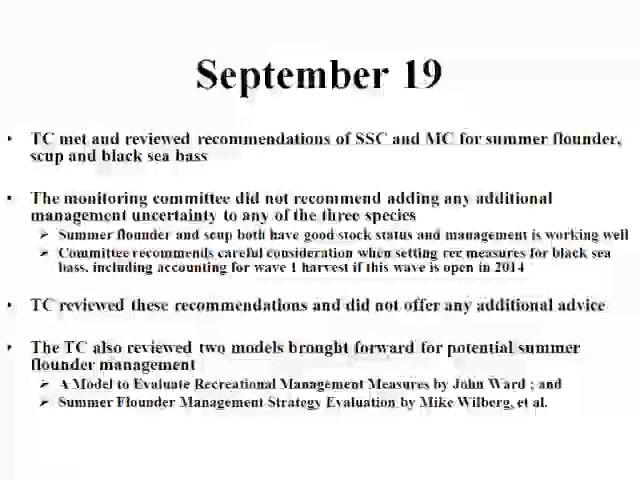 September 19
• TC met and reviewed recommendations of SSC and MC for summer flounder,
scup and black sea bass
• The monitoring committee did not recommend adding any additional
management uncertainty to any of the three species
➢ Summer flounder and scup both have good stock status and management is working well
➢ Committee recommends careful consideration when setting rec measures for black sea
bass, including accounting for wave 1 harvest if this wave is open in 2014
• TC reviewed these recommendations and did not offer any additional advice
• The TC also reviewed two models brought forward for potential summer
flounder management
➢ A Model to Evaluate Recreational Management Measures by John Ward ; and
➢ Summer Flounder Management Strategy Evaluation by Mike Wilberg, et al.